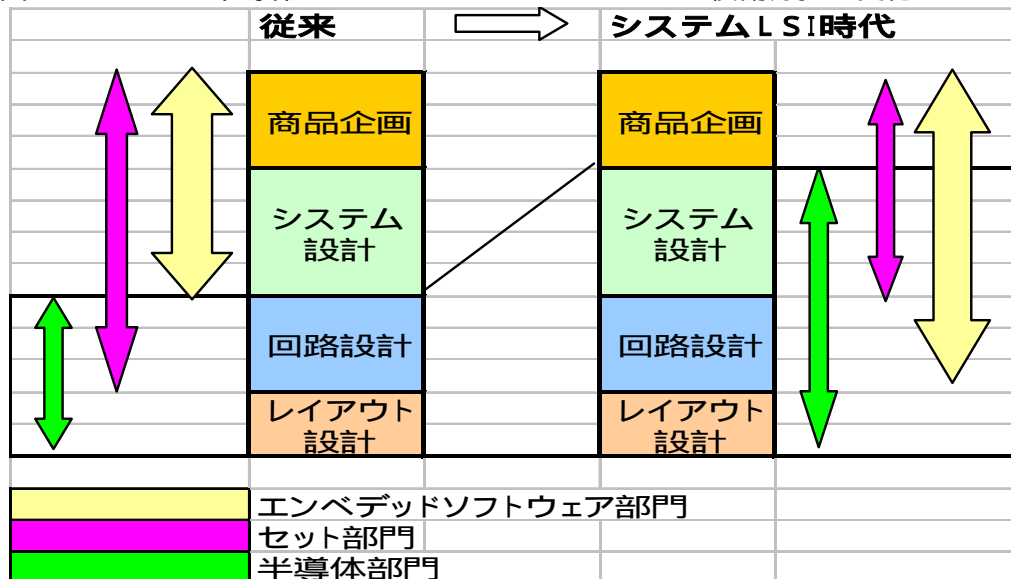 従来
システムLSI時代
商品企画
商品企画
システム
設計
システム
設計
回路設計
回路設計
レイアウト
設計
レイアウト
設計
エンベデッドソフトウェア部門
セット部門
半導体部門